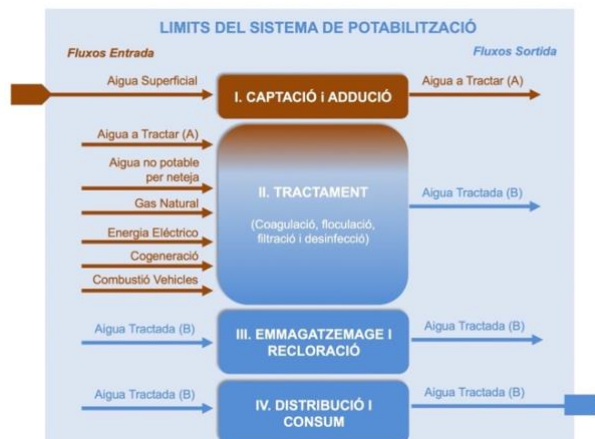 LIMITS DEL SISTEMA DE POTABILITZACIÓ
Fluxos Entrada
Fluxos Sortida
Aigua Superficial
I. CAPTACIÓ i ADDUCIÓ
Aigua a Tractar (A)
Aigua a Tractar (A)
Aigua no potable
per neteja
Gas Natural
Energia Eléctrico
Cogeneració
Combustió Vehicles
II. TRACTAMENT
(Coagulació, floculació,
filtració i desinfecció)
Aigua Tractada (B)
Aigua Tractada (B)
III. EMMAGATZEMAGE I
RECLORACIÓ
Aigua Tractada (B)
Aigua Tractada (B)
IV. DISTRIBUCIÓ I
CONSUM
Aigua Tractada (B)